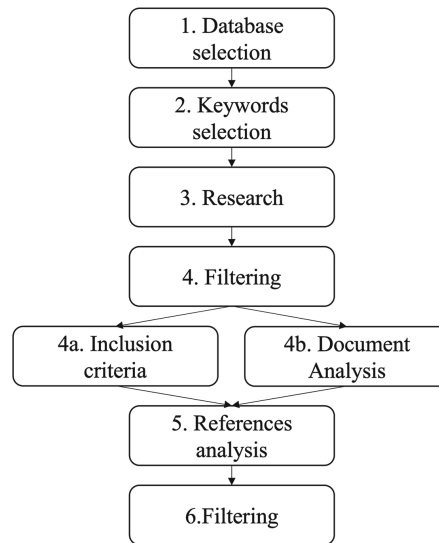 1. Database
selection
2. Keywords
selection
3. Research
4. Filtering
4a. Inclusion
criteria
4b. Document
Analysis
5. References
analysis
6.Filtering